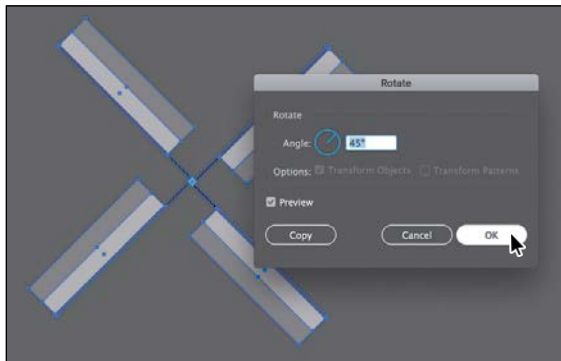 Rotate
Rotate
Angle: 45°
Options: Transform Objects Transform Patterns
Preview
Copy Cancel OK